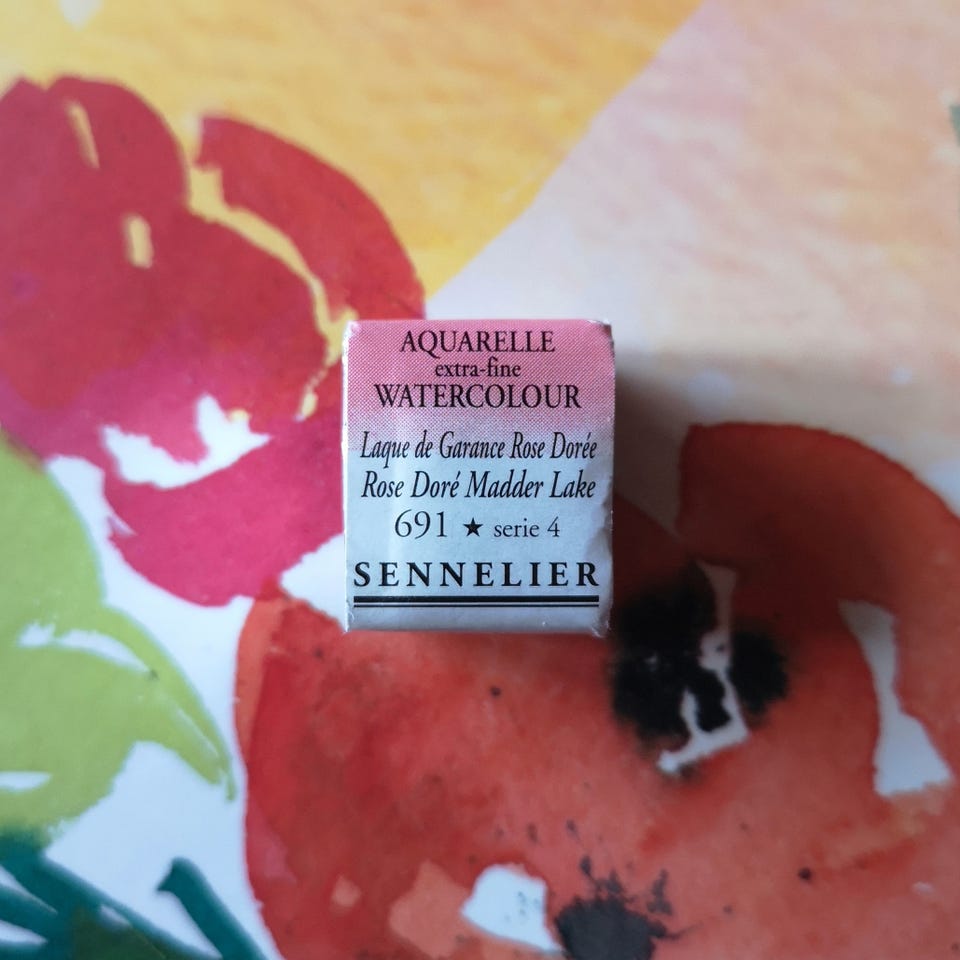 AQUARELLE
extra-fine
WATERCOLOUR
Laque de Garance Rose Dorée
Rose Doré Madder Lake
691 ★ serie 4
SENNELIER